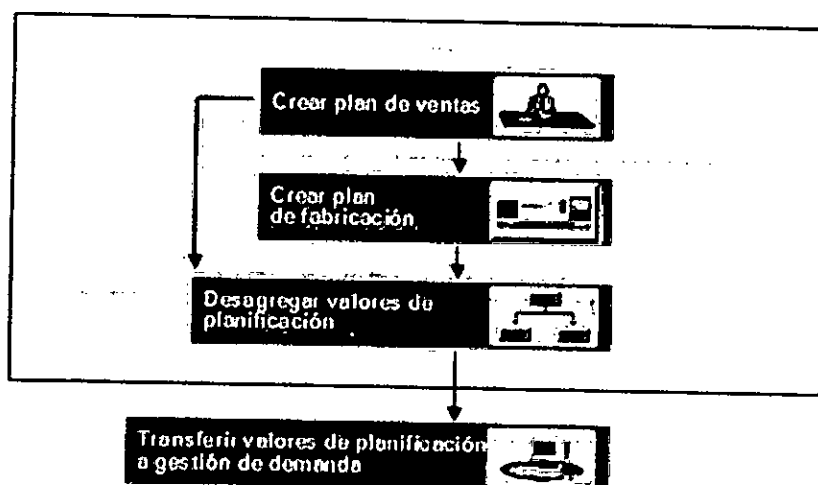 Crear plan de ventas
Crear plan
de fabricación
Desagregar valores de
planificación
Transferir valores de planificación
a gestión de demanda